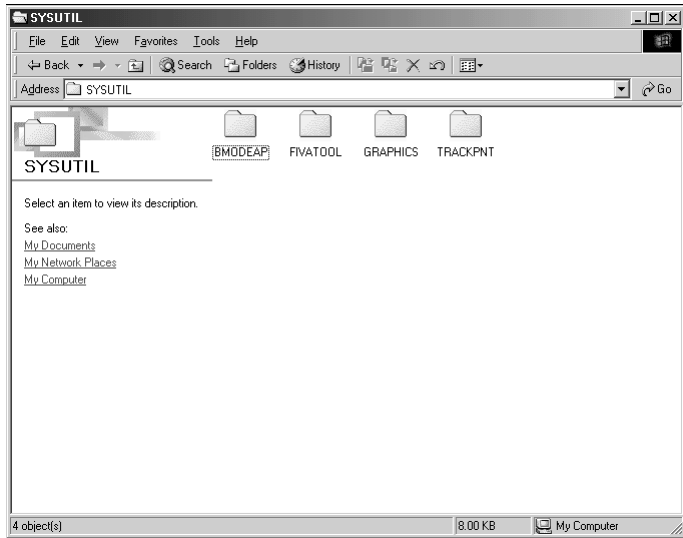 SYSUTIL
File Edit View Favorites Tools Help
Back Search Folders History
Address SYSUTIL Go
BMODEAP FIVATOOL GRAPHICS TRACKPNT
SYSUTIL
Select an item to view its description.
See also:
My Documents
My Network Places
My Computer
4 object(s) 8.00 KB My Computer